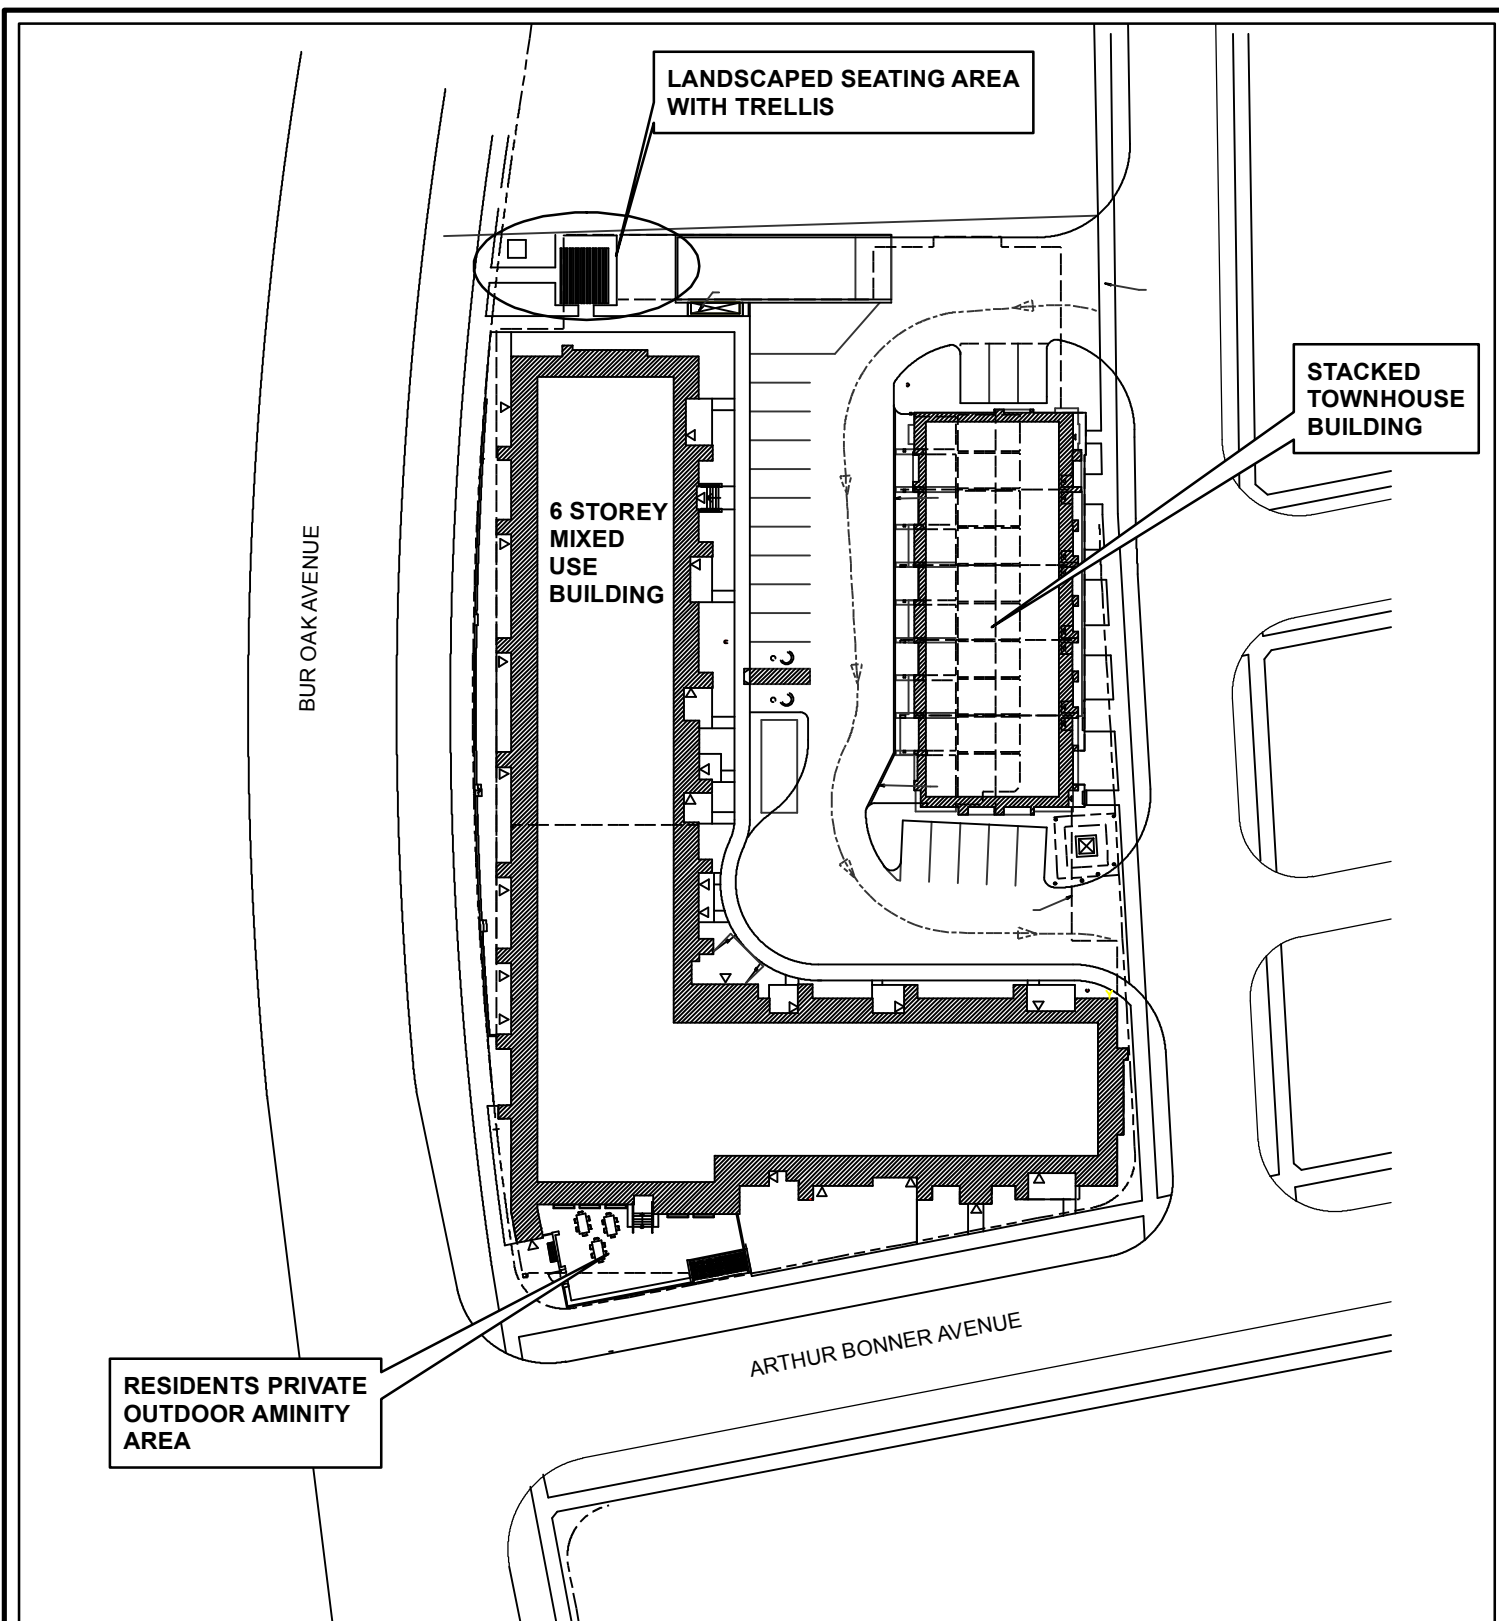 LANDSCAPED SEATING AREA
WITH TRELLIS
STACKED
TOWNHOUSE
BUILDING
6 STOREY
MIXED
USE
BUILDING
BUR OAK AVENUE
ARTHUR BONNER AVENUE
RESIDENTS PRIVATE
OUTDOOR AMINITY
AREA